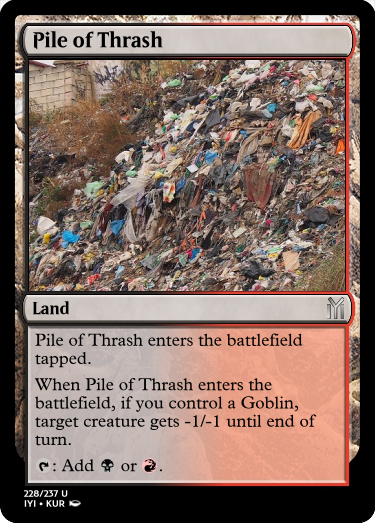 Pile of Thrash
Land
Pile of Thrash enters the battlefield
tapped.
When Pile of Thrash enters the
battlefield, if you control a Goblin,
target creature gets -1/-1 until end of
turn.
: Add or .
228/237 U
IYI • KUR